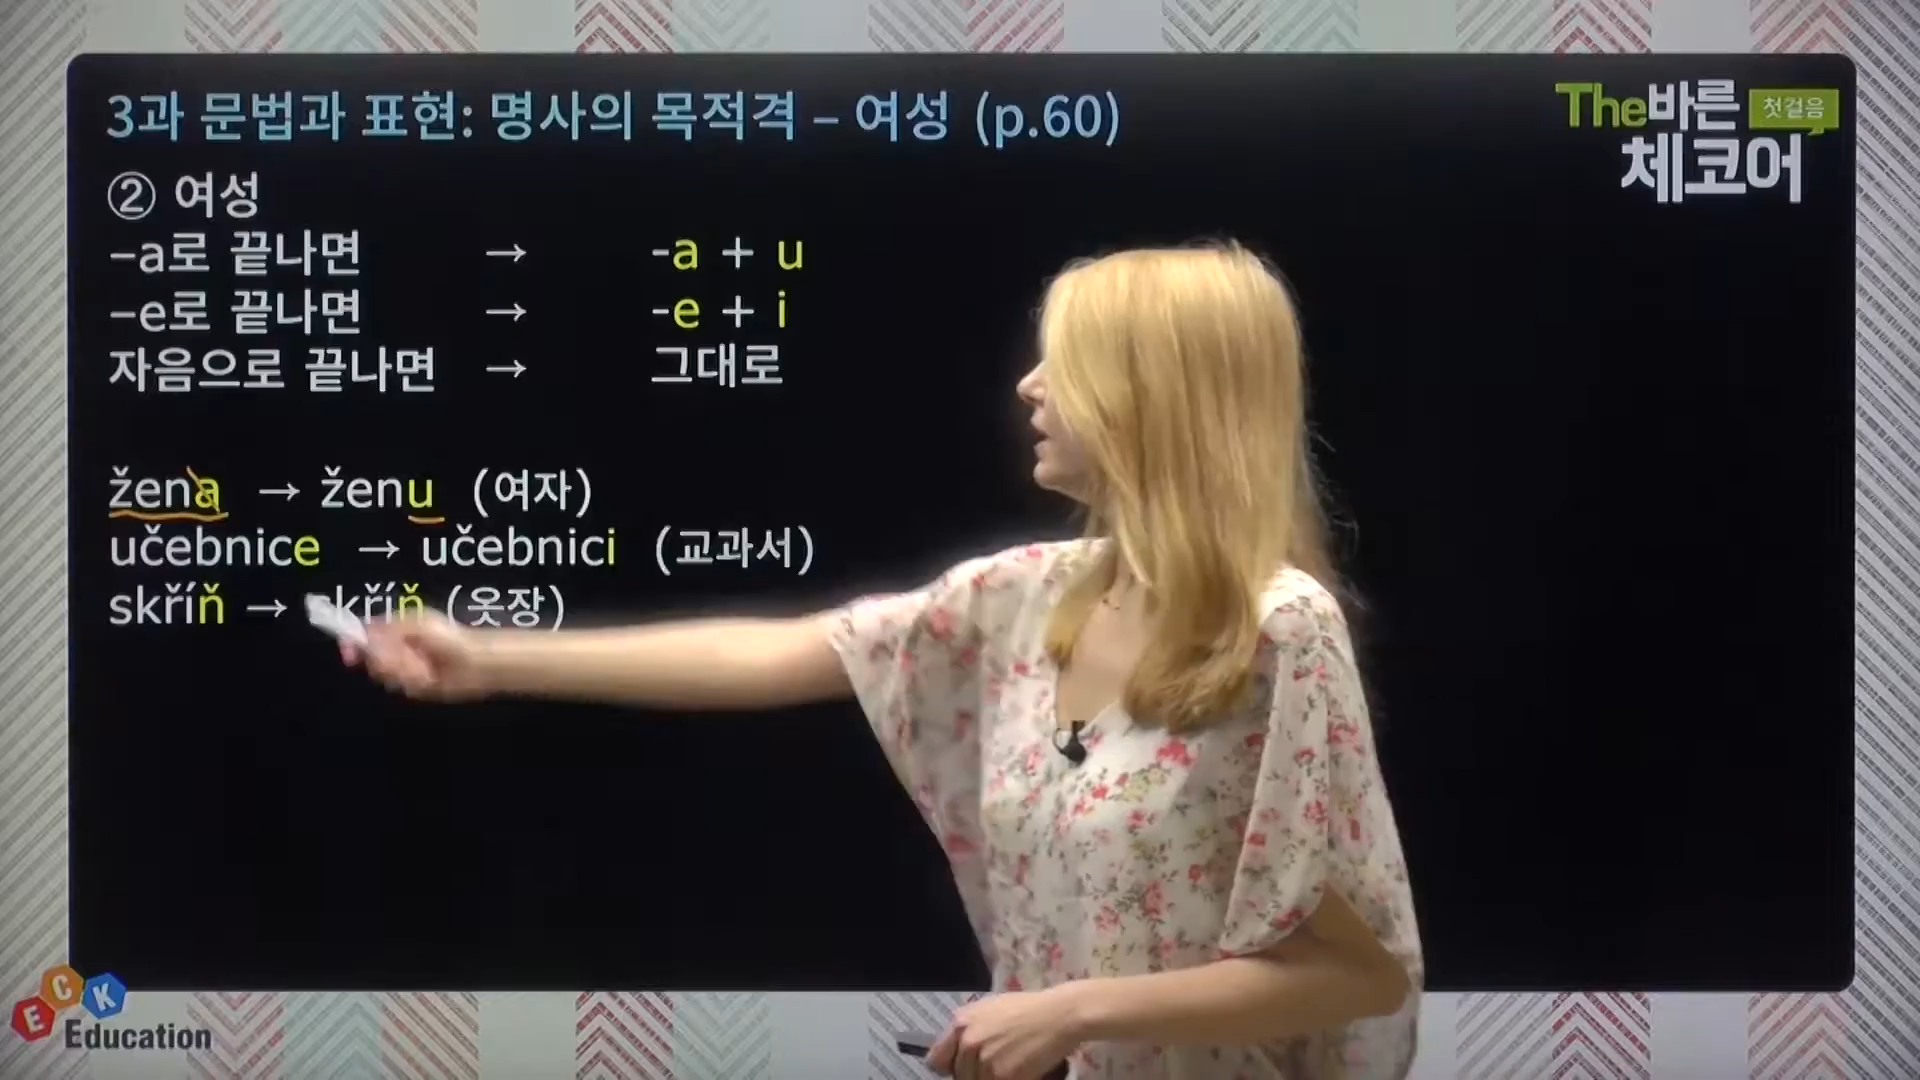 3과 문법과 표현: 명사의 목적격 – 여성 (p.60)
The바른 첫걸음
체코어
② 여성
–a로 끝나면 → -a + u
–e로 끝나면 → -e + i
자음으로 끝나면 → 그대로
žena → ženu (여자)
učebnice → učebnici (교과서)
skříň → skříň (옷장)
ECK
Education